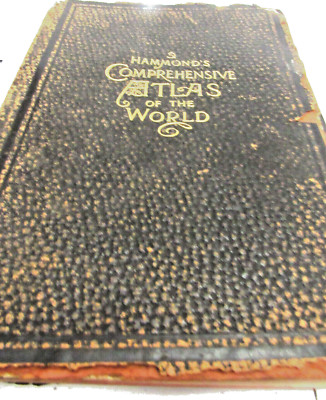 HAMMOND'S
COMPREHENSIVE
ATLAS
OF THE
WORLD